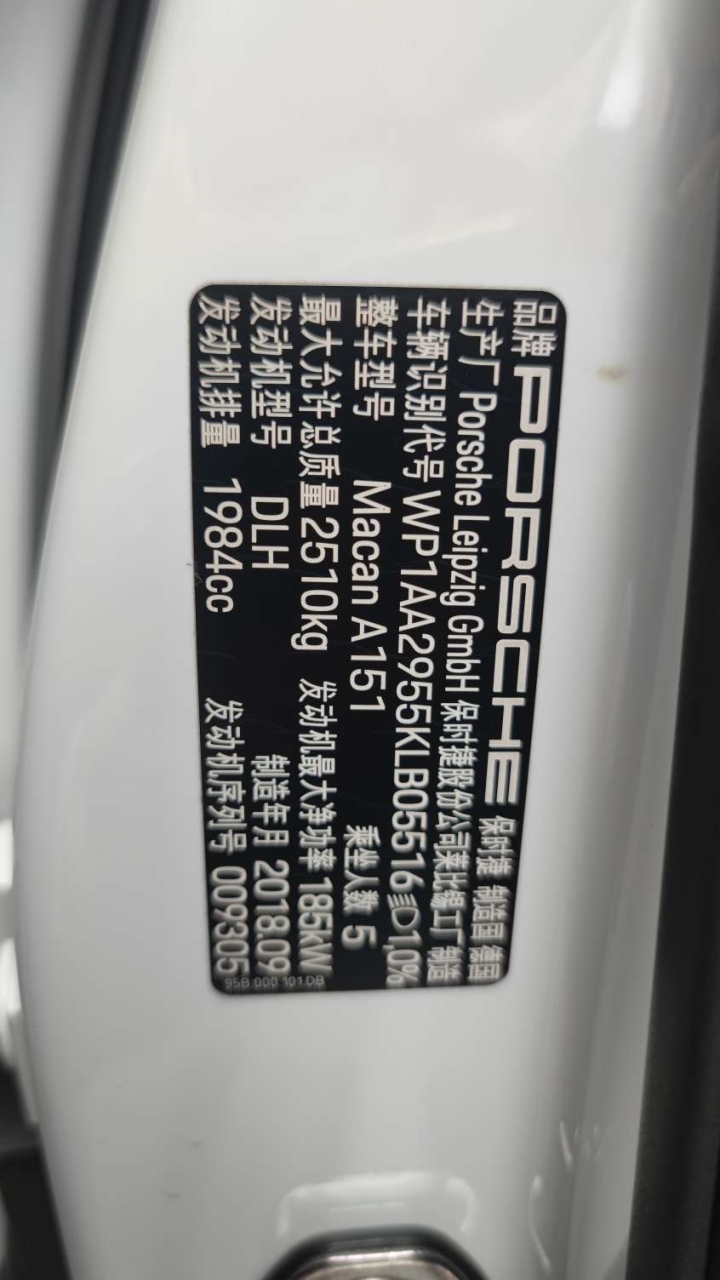 品牌 PORSCHE 保时捷 制造国 德国
生产厂 Porsche Leipzig GmbH 保时捷股份公司莱比锡工厂 制造
车辆识别代号 WP1AA2955KLB05516 1,0%
整车型号 Macan A151 乘坐人数 5
最大允许总质量 2510kg 发动机最大净功率 185kW
发动机型号 DLH 制造年月 2018.09
发动机排量 1984cc 发动机序列号 009305
95B 000 101 DB